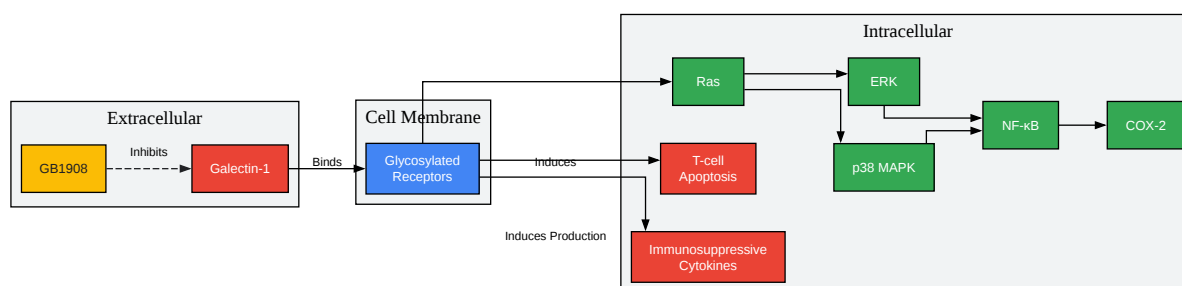 Intracellular
Ras
ERK
Extracellular
Cell Membrane
NF-κB
COX-2
GB1908
Inhibits
Galectin-1
Binds
Glycosylated
Receptors
Induces
T-cell
Apoptosis
p38 MAPK
Induces Production
Immunosuppressive
Cytokines